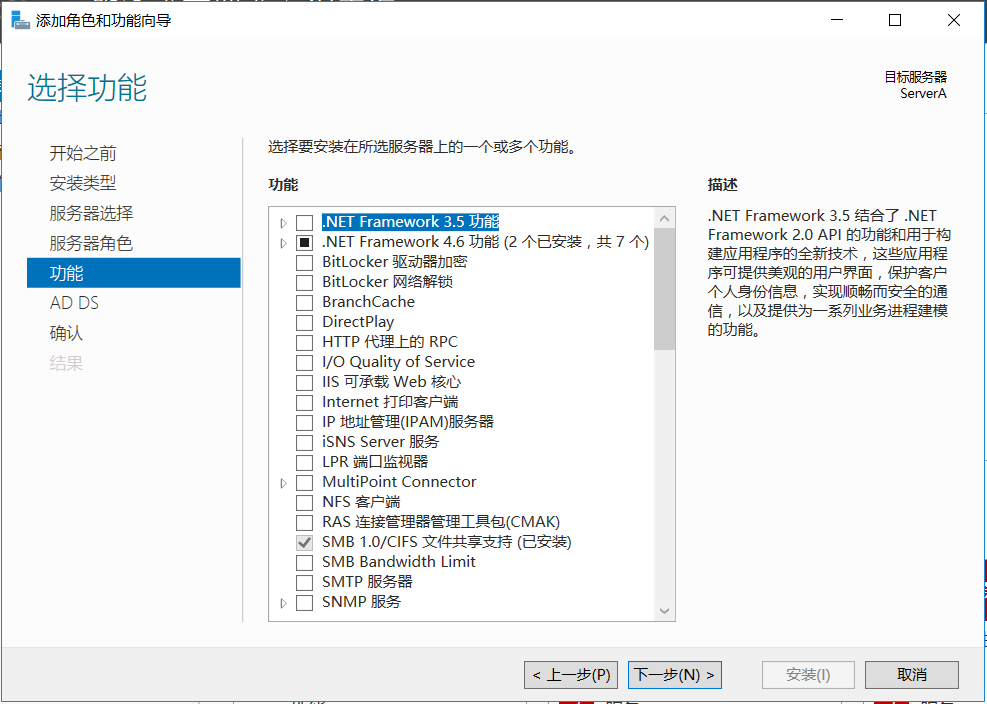 添加角色和功能向导
选择功能
目标服务器
ServerA
开始之前
安装类型
服务器选择
服务器角色
功能
AD DS
确认
结果
选择要安装在所选服务器上的一个或多个功能。
功能
.NET Framework 3.5 功能
.NET Framework 4.6 功能 (2 个已安装，共 7 个)
BitLocker 驱动器加密
BitLocker 网络解锁
BranchCache
DirectPlay
HTTP 代理上的 RPC
I/O Quality of Service
IIS 可承载 Web 核心
Internet 打印客户端
IP 地址管理(IPAM)服务器
iSNS Server 服务
LPR 端口监视器
MultiPoint Connector
NFS 客户端
RAS 连接管理器管理工具包(CMAK)
SMB 1.0/CIFS 文件共享支持 (已安装)
SMB Bandwidth Limit
SMTP 服务器
SNMP 服务
描述
.NET Framework 3.5 结合了 .NET
Framework 2.0 API 的功能和用于构
建应用程序的全新技术，这些应用程
序可提供美观的用户界面，保护客户
个人身份信息，实现顺畅而安全的通
信，以及提供为一系列业务进程建模
的功能。
< 上一步(P)
下一步(N) >
安装(I)
取消